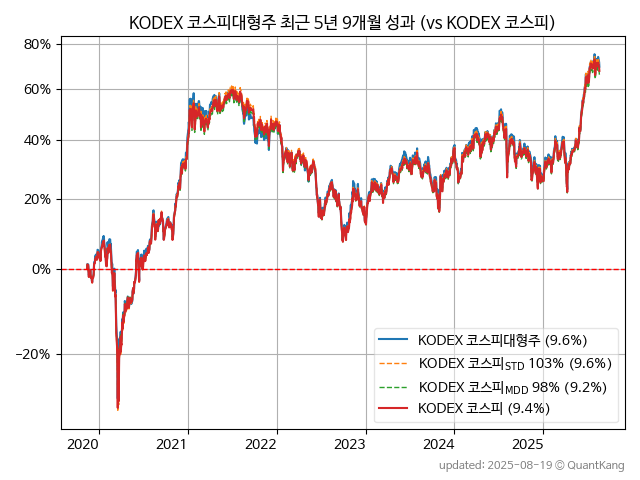 KODEX 코스피대형주 최근 5년 9개월 성과 (vs KODEX 코스피)
80%
60%
40%
20%
0%
−20%
KODEX 코스피대형주 (9.6%)
KODEX 코스피STD 103% (9.6%)
KODEX 코스피MDD 98% (9.2%)
KODEX 코스피 (9.4%)
2020 2021 2022 2023 2024 2025
updated: 2025-08-19 © QuantKang